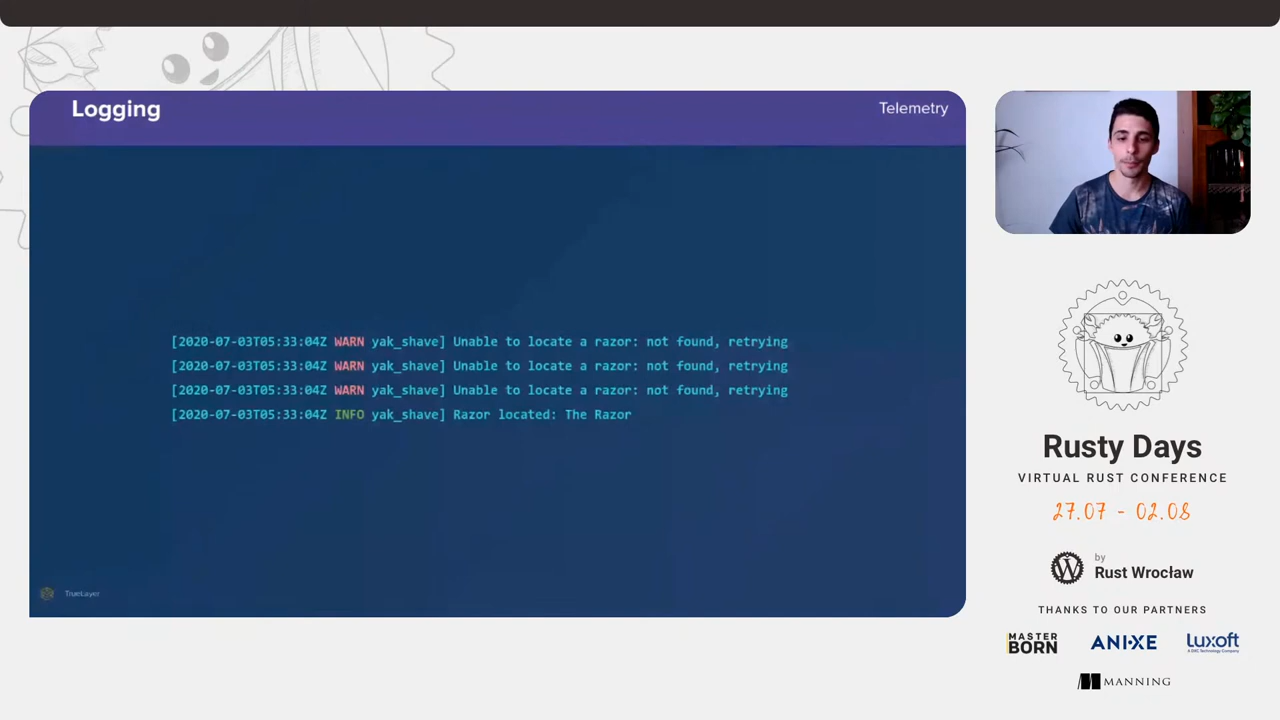 Logging
Telemetry
[2020-07-03T05:33:04Z WARN yak_shave] Unable to locate a razor: not found, retrying
[2020-07-03T05:33:04Z WARN yak_shave] Unable to locate a razor: not found, retrying
[2020-07-03T05:33:04Z WARN yak_shave] Unable to locate a razor: not found, retrying
[2020-07-03T05:33:04Z INFO yak_shave] Razor located: The Razor
TrueLayer
Rusty Days
VIRTUAL RUST CONFERENCE
27.07 - 02.08
by
Rust Wrocław
THANKS TO OUR PARTNERS
MASTER
BORN
ANIXE
luxoft
A DXC Technology Company
MANNING